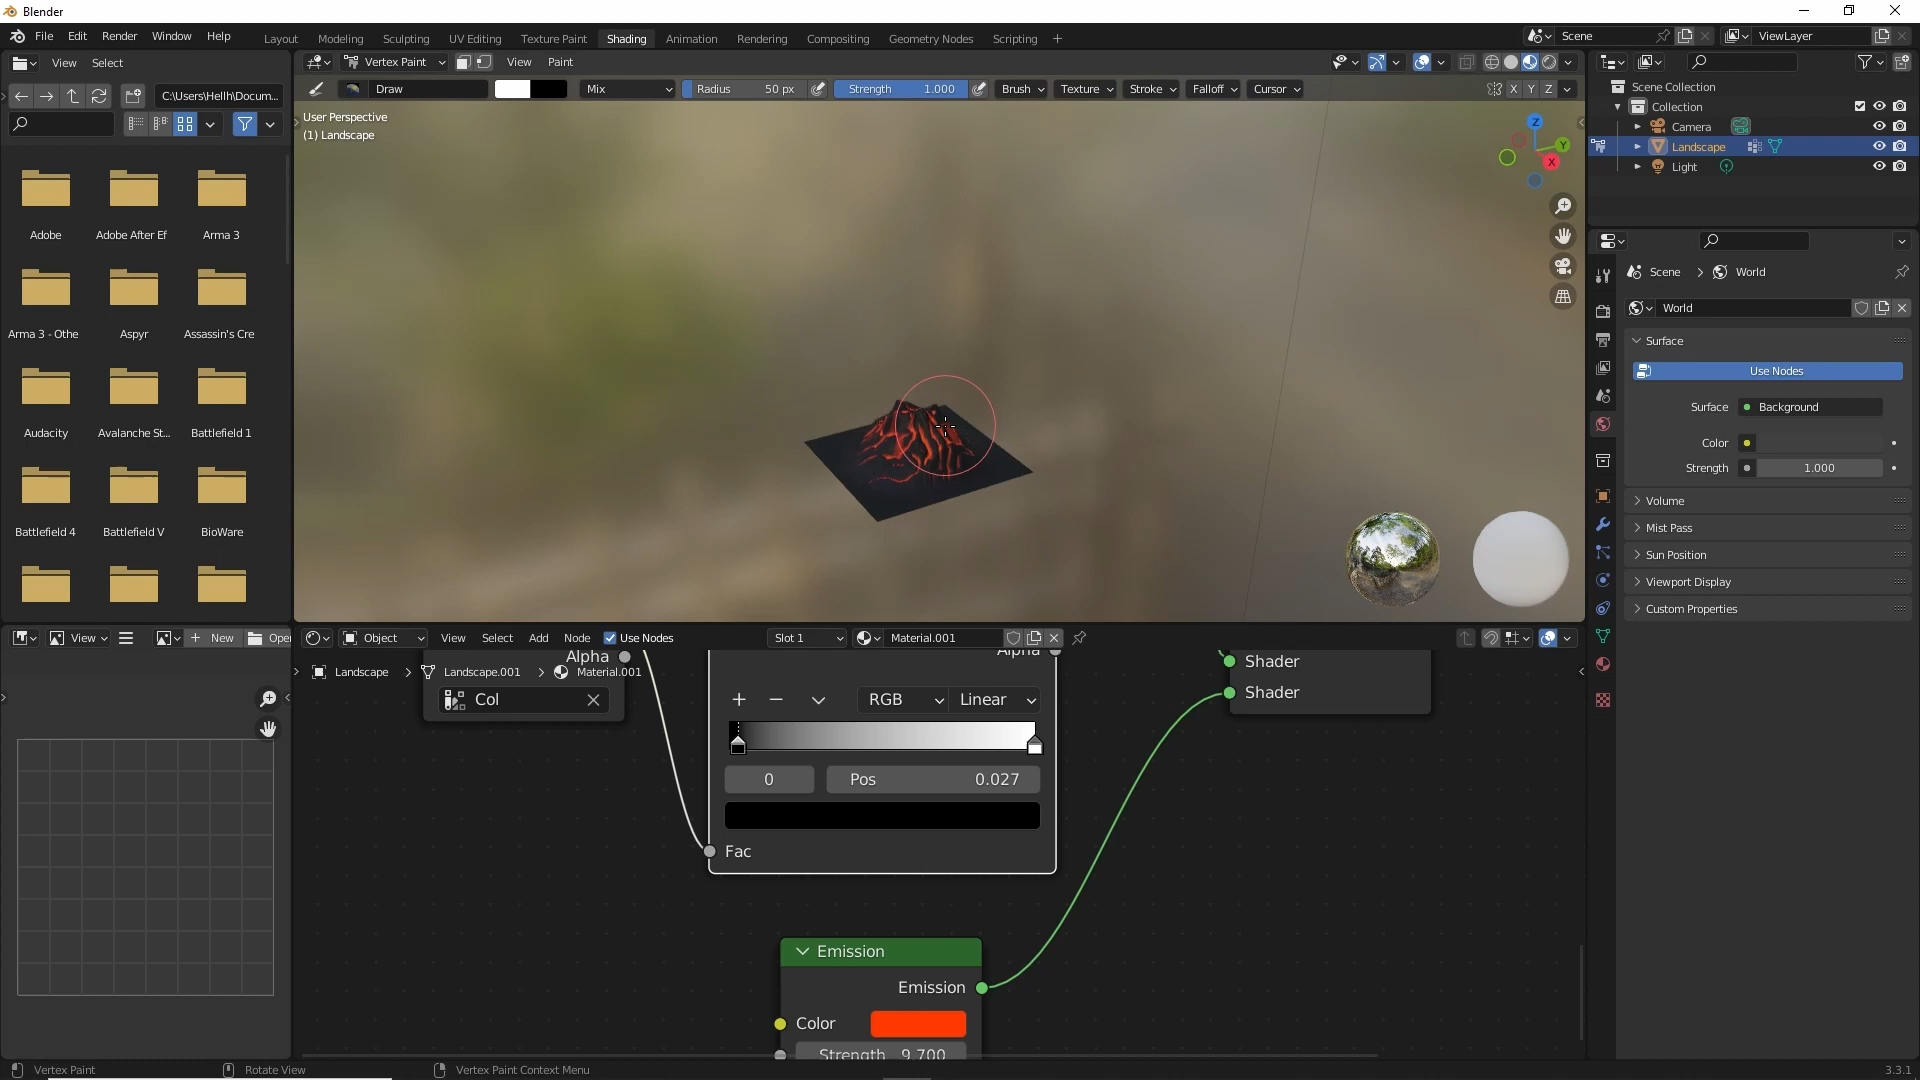 Blender
File Edit Render Window Help
Layout Modeling Sculpting UV Editing Texture Paint Shading Animation Rendering Compositing Geometry Nodes Scripting +
Scene ViewLayer
View Select
Vertex Paint View Paint
C:\Users\Hellh\Docum...
Draw Mix Radius 50 px Strength 1.000 Brush Texture Stroke Falloff Cursor X Y Z
User Perspective
(1) Landscape
Z
Y
X
Adobe Adobe After Ef Arma 3
Arma 3 - Othe Aspyr Assassin's Cre
Audacity Avalanche St... Battlefield 1
Battlefield 4 Battlefield V BioWare
Scene Collection
Collection
Camera
Landscape
Light
Scene World
World
Surface
Use Nodes
Surface Background
Color
Strength 1.000
Volume
Mist Pass
Sun Position
Viewport Display
Custom Properties
View New Oper
Object View Select Add Node Use Nodes Slot 1 Material.001
Landscape Landscape.001 Material.001
Alpha
Col
Alpha
RGB Linear
0 Pos 0.027
Fac
Shader
Shader
Emission
Emission
Color
Strength 9.700
Vertex Paint Rotate View Vertex Paint Context Menu 3.3.1